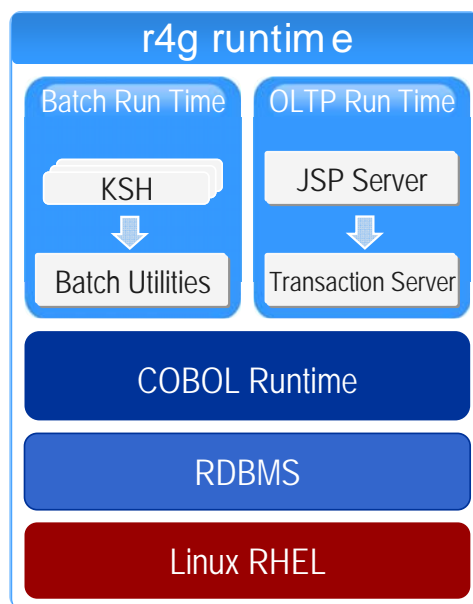 r4g runtime
Batch Run Time
KSH
Batch Utilities
OLTP Run Time
JSP Server
Transaction Server
COBOL Runtime
RDBMS
Linux RHEL